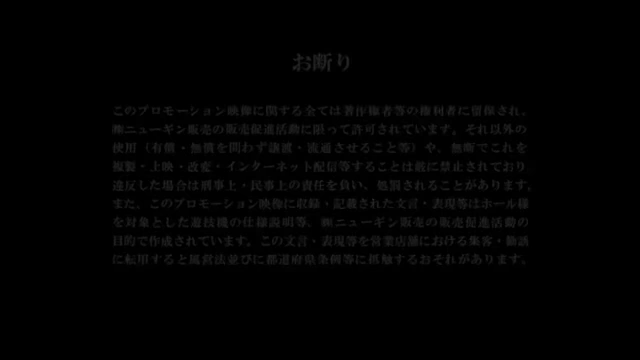 お断り
このプロモーション映像に関する全ては著作権者等の権利者に留保され、
㈱ニューギン販売の販売促進活動に限って許可されています。それ以外の
使用（有償・無償を問わず譲渡・流通させること等）や、無断でこれを
複製・上映・改変・インターネット配信等することは厳に禁止されており、
違反した場合は刑事上・民事上の責任を負い、処罰されることがあります。
また、このプロモーション映像に収録・記載された文言・表現等はホール様
を対象とした遊技機の仕様説明等、㈱ニューギン販売の販売促進活動の
目的で作成されています。この文言・表現等を営業店舗における集客・勧誘
に転用すると風営法並びに都道府県条例等に抵触するおそれがあります。